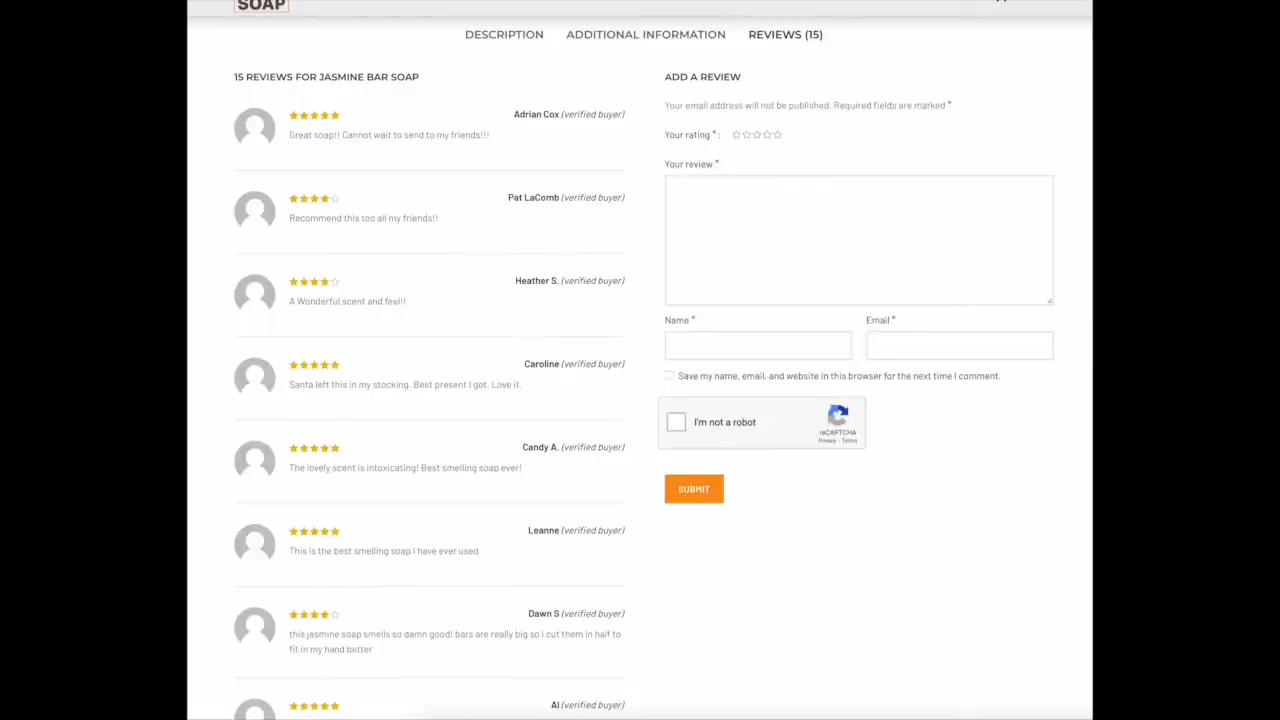 SOAP
DESCRIPTION ADDITIONAL INFORMATION REVIEWS (15)
15 REVIEWS FOR JASMINE BAR SOAP
Adrian Cox (verified buyer)
Great soap!! Cannot wait to send to my friends!!!
Pat LaComb (verified buyer)
Recommend this too all my friends!!
Heather S. (verified buyer)
A Wonderful scent and feel!!
Caroline (verified buyer)
Santa left this in my stocking. Best present I got. Love it.
Candy A. (verified buyer)
The lovely scent is intoxicating! Best smelling soap ever!
Leanne (verified buyer)
This is the best smelling soap I have ever used
Dawn S (verified buyer)
this jasmine soap smells so damn good! bars are really big so i cut them in half to
fit in my hand better
Al (verified buyer)
ADD A REVIEW
Your email address will not be published. Required fields are marked *
Your rating * :
Your review *
Name * Email *
Save my name, email, and website in this browser for the next time I comment.
I'm not a robot
reCAPTCHA
Privacy - Terms
SUBMIT